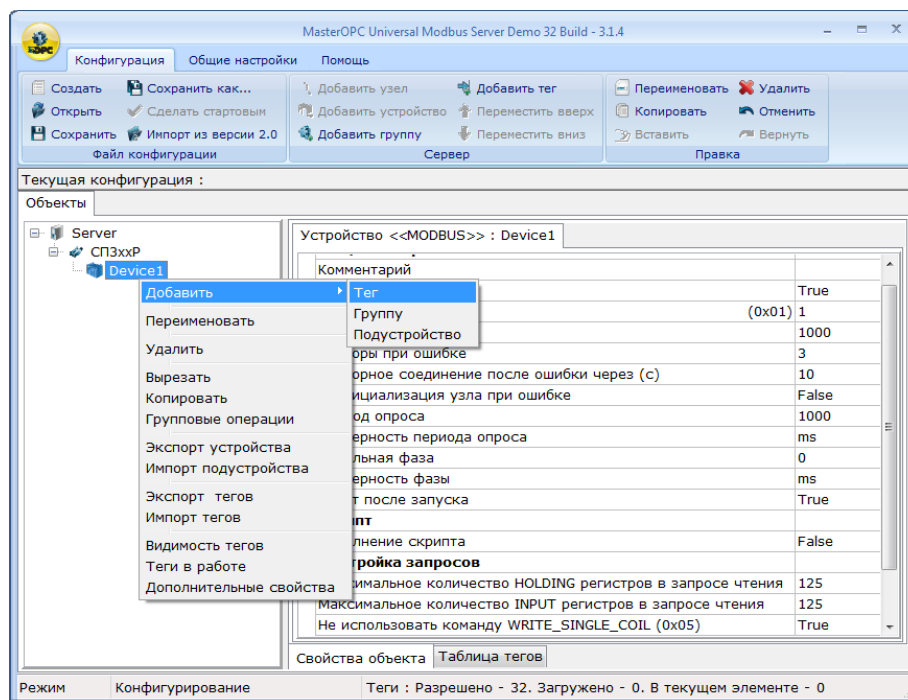 MasterOPC Universal Modbus Server Demo 32 Build - 3.1.4
Конфигурация Общие настройки Помощь
Создать Сохранить как... Добавить узел Добавить тег Переименовать Удалить
Открыть Сделать стартовым Добавить устройство Переместить вверх Копировать Отменить
Сохранить Импорт из версии 2.0 Добавить группу Переместить вниз Вставить Вернуть
Файл конфигурации Сервер Правка
Текущая конфигурация :
Объекты
Server
СП3xxР
Device1
Добавить
Переименовать
Удалить
Вырезать
Копировать
Групповые операции
Экспорт устройства
Импорт подустройства
Экспорт тегов
Импорт тегов
Видимость тегов
Теги в работе
Дополнительные свойства
Тег
Группу
Подустройство
Устройство <<MODBUS>> : Device1
Комментарий
True
(0x01) 1
1000
оры при ошибке 3
орное соединение после ошибки через (с) 10
ициализация узла при ошибке False
од опроса 1000
ерность периода опроса ms
льная фаза 0
ерность фазы ms
т после запуска True
пт
лнение скрипта False
тройка запросов
симальное количество HOLDING регистров в запросе чтения 125
Максимальное количество INPUT регистров в запросе чтения 125
Не использовать команду WRITE_SINGLE_COIL (0x05) True
Свойства объекта Таблица тегов
Режим Конфигурирование Теги : Разрешено - 32. Загружено - 0. В текущем элементе - 0